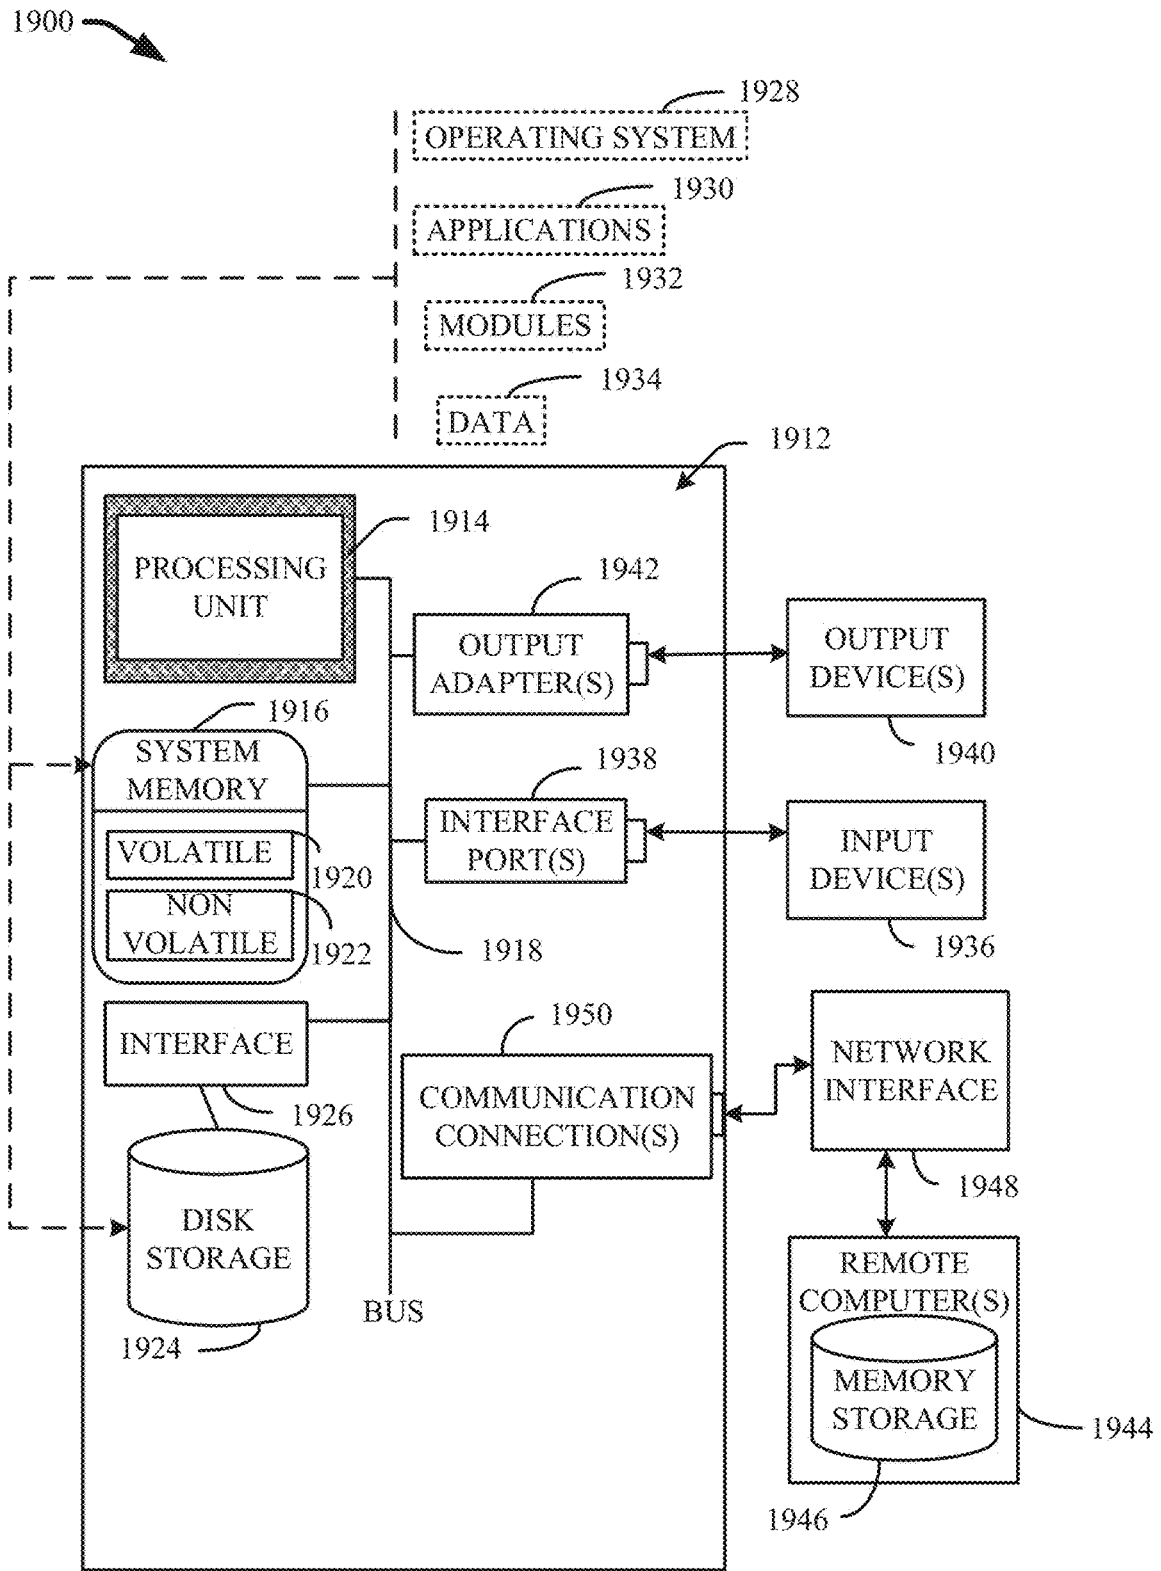 1900
1928
OPERATING SYSTEM
1930
APPLICATIONS
1932
MODULES
1934
DATA
1912
1914
PROCESSING
UNIT
1942
OUTPUT
ADAPTER(S)
OUTPUT
DEVICE(S)
1940
1916
SYSTEM
MEMORY
VOLATILE
1920
NON
VOLATILE
1922
1938
INTERFACE
PORT(S)
INPUT
DEVICE(S)
1936
1918
INTERFACE
1926
1950
COMMUNICATION
CONNECTION(S)
NETWORK
INTERFACE
1948
DISK
STORAGE
1924
BUS
REMOTE
COMPUTER(S)
MEMORY
STORAGE
1944
1946